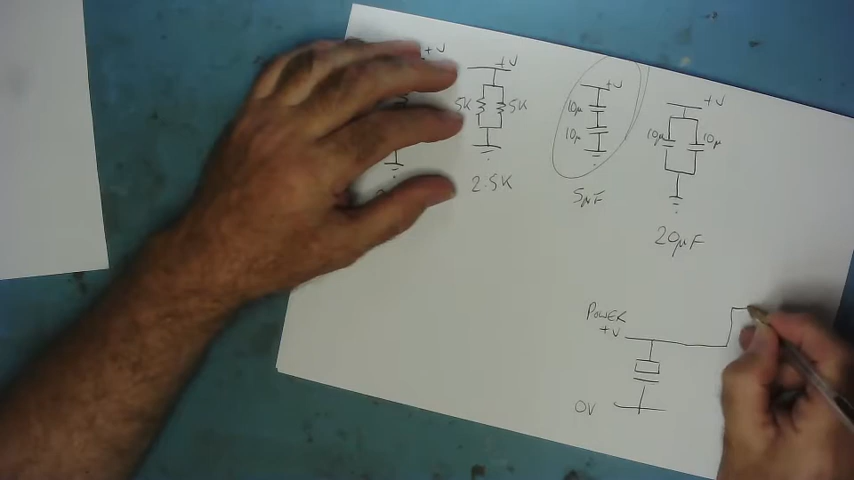 +V
+V
5K 5K
2.5K
+V
10µ
10µ
5µF
+V
10µ 10µ
20µF
POWER
+V
0V